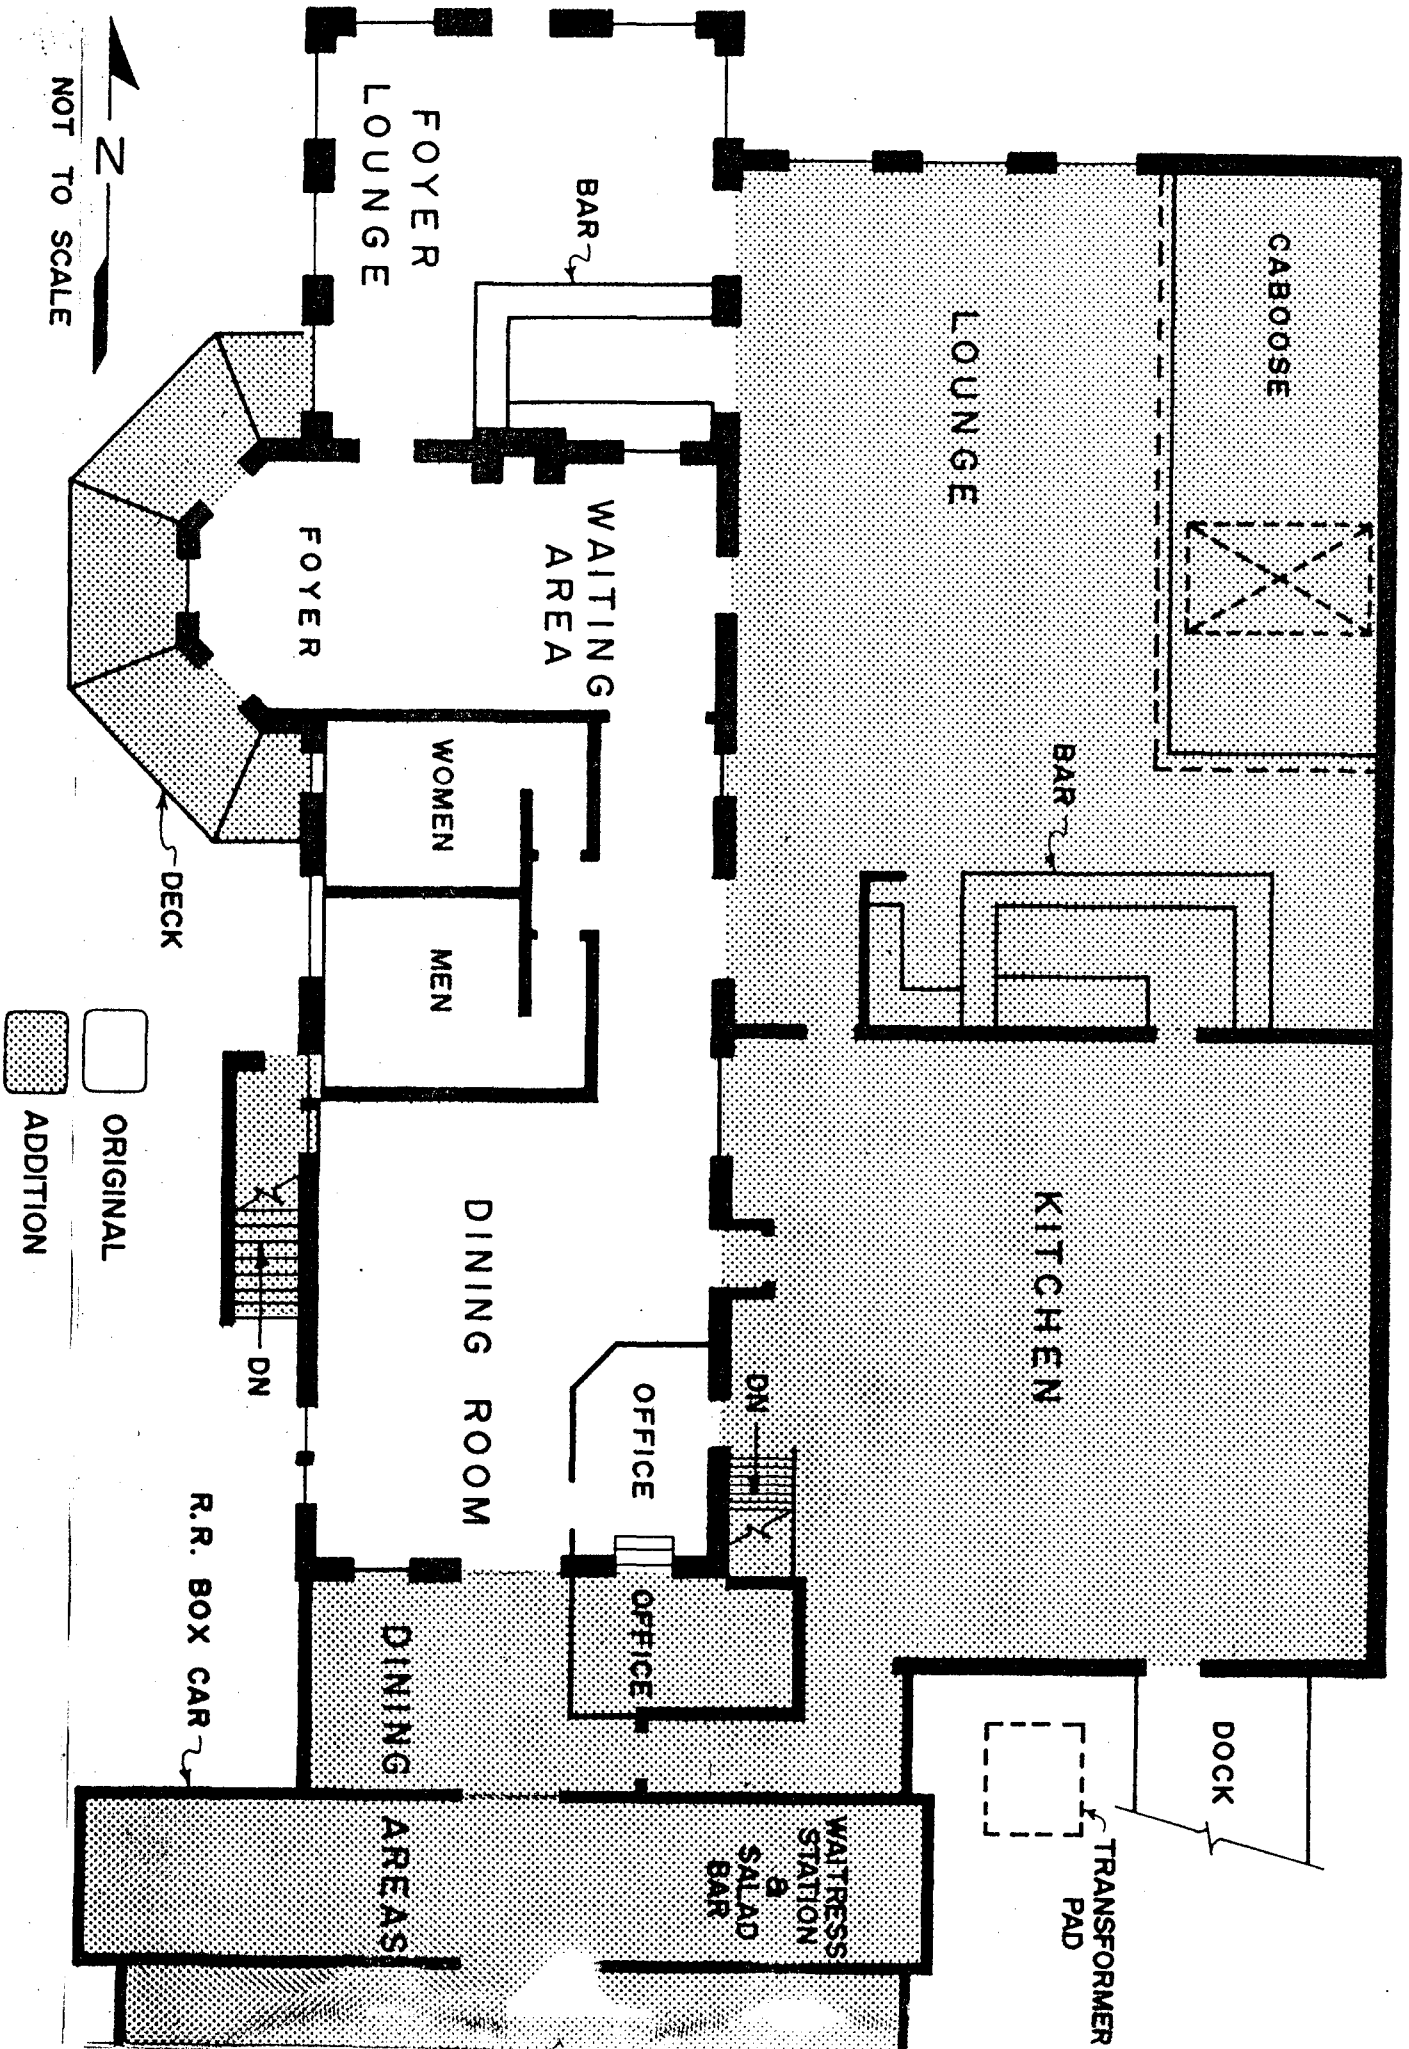 CABOOSE
DOCK
TRANSFORMER
PAD
BAR
KITCHEN
LOUNGE
WAITRESS
STATION
&
SALAD
BAR
DN
OFFICE
OFFICE
BAR
WAITING
AREA
DINING ROOM
FOYER
LOUNGE
WOMEN
MEN
DINING AREAS
FOYER
DN
R.R. BOX CAR
DECK
N
NOT TO SCALE
ORIGINAL
ADDITION